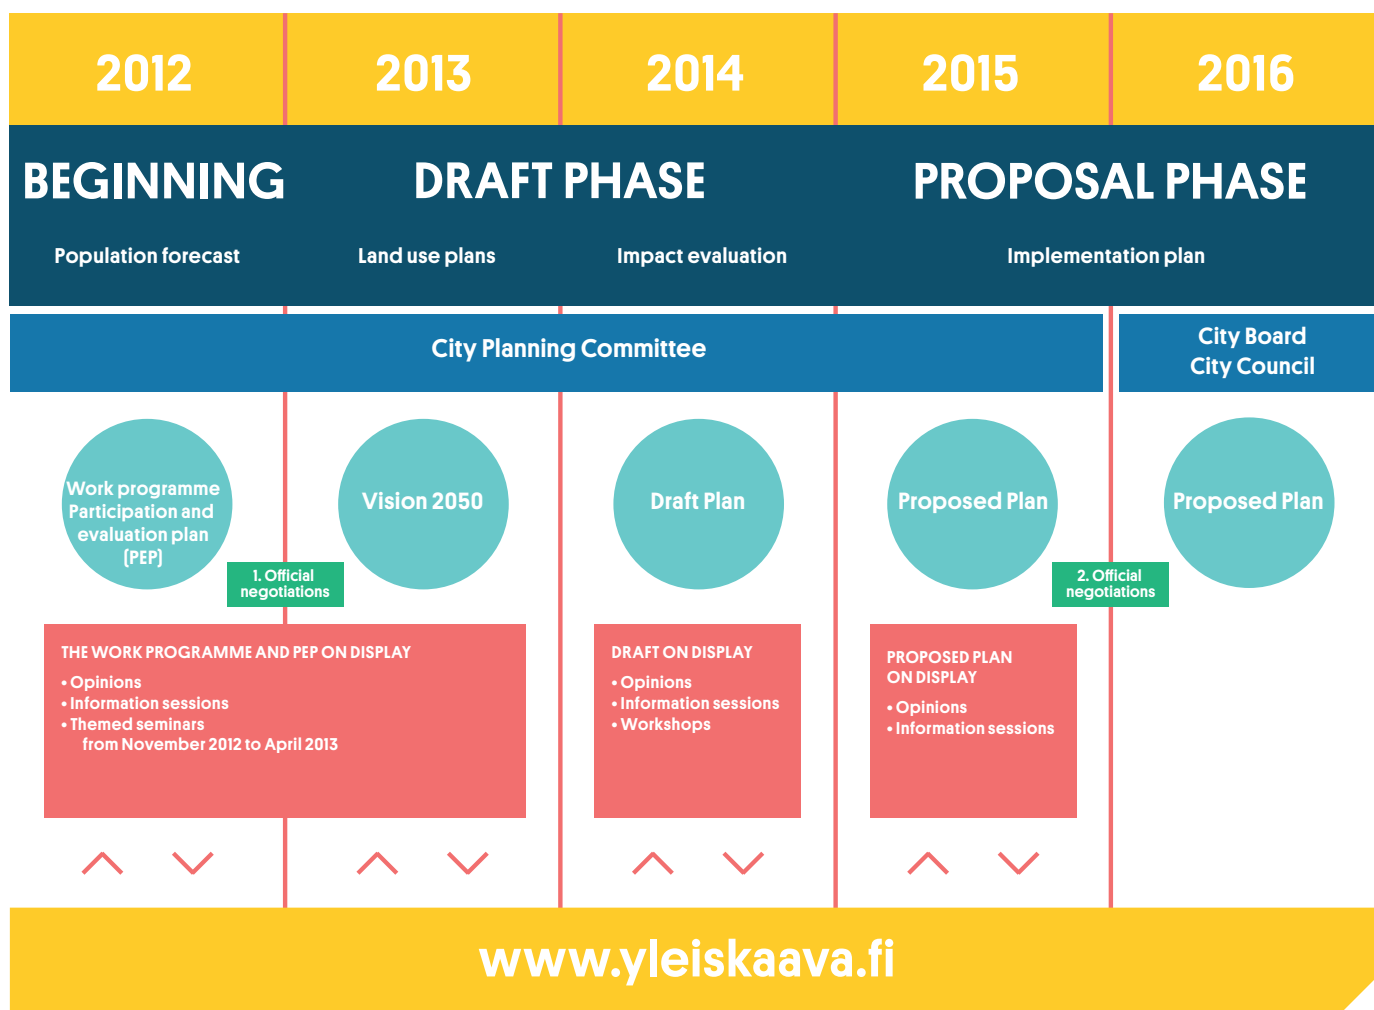 2012
2013
2014
2015
2016
BEGINNING
DRAFT PHASE
PROPOSAL PHASE
Population forecast
Land use plans
Impact evaluation
Implementation plan
City Planning Committee
City Board
City Council
Work programme
Participation and
evaluation plan
(PEP)
Vision 2050
Draft Plan
Proposed Plan
Proposed Plan
1. Official
negotiations
2. Official
negotiations
THE WORK PROGRAMME AND PEP ON DISPLAY
• Opinions
• Information sessions
• Themed seminars
from November 2012 to April 2013
DRAFT ON DISPLAY
• Opinions
• Information sessions
• Workshops
PROPOSED PLAN
ON DISPLAY
• Opinions
• Information sessions
www.yleiskaava.fi